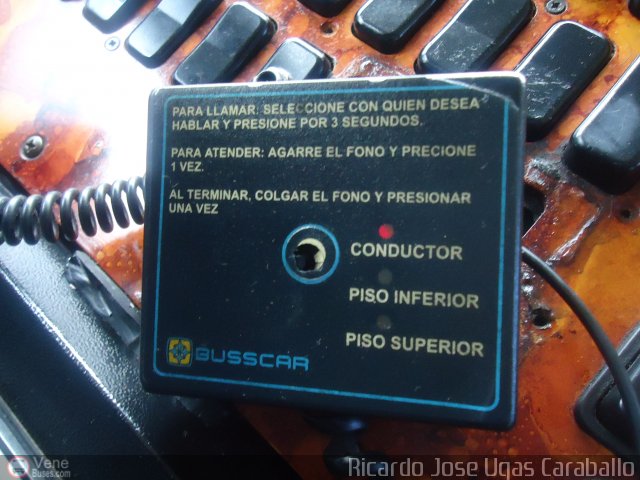 PARA LLAMAR: SELECCIONE CON QUIEN DESEA
HABLAR Y PRESIONE POR 3 SEGUNDOS.
PARA ATENDER: AGARRE EL FONO Y PRECIONE
1 VEZ.
AL TERMINAR, COLGAR EL FONO Y PRESIONAR
UNA VEZ
CONDUCTOR
PISO INFERIOR
PISO SUPERIOR
BUSSCAR
Vene
Buses.com
Ricardo Jose Ugas Caraballo